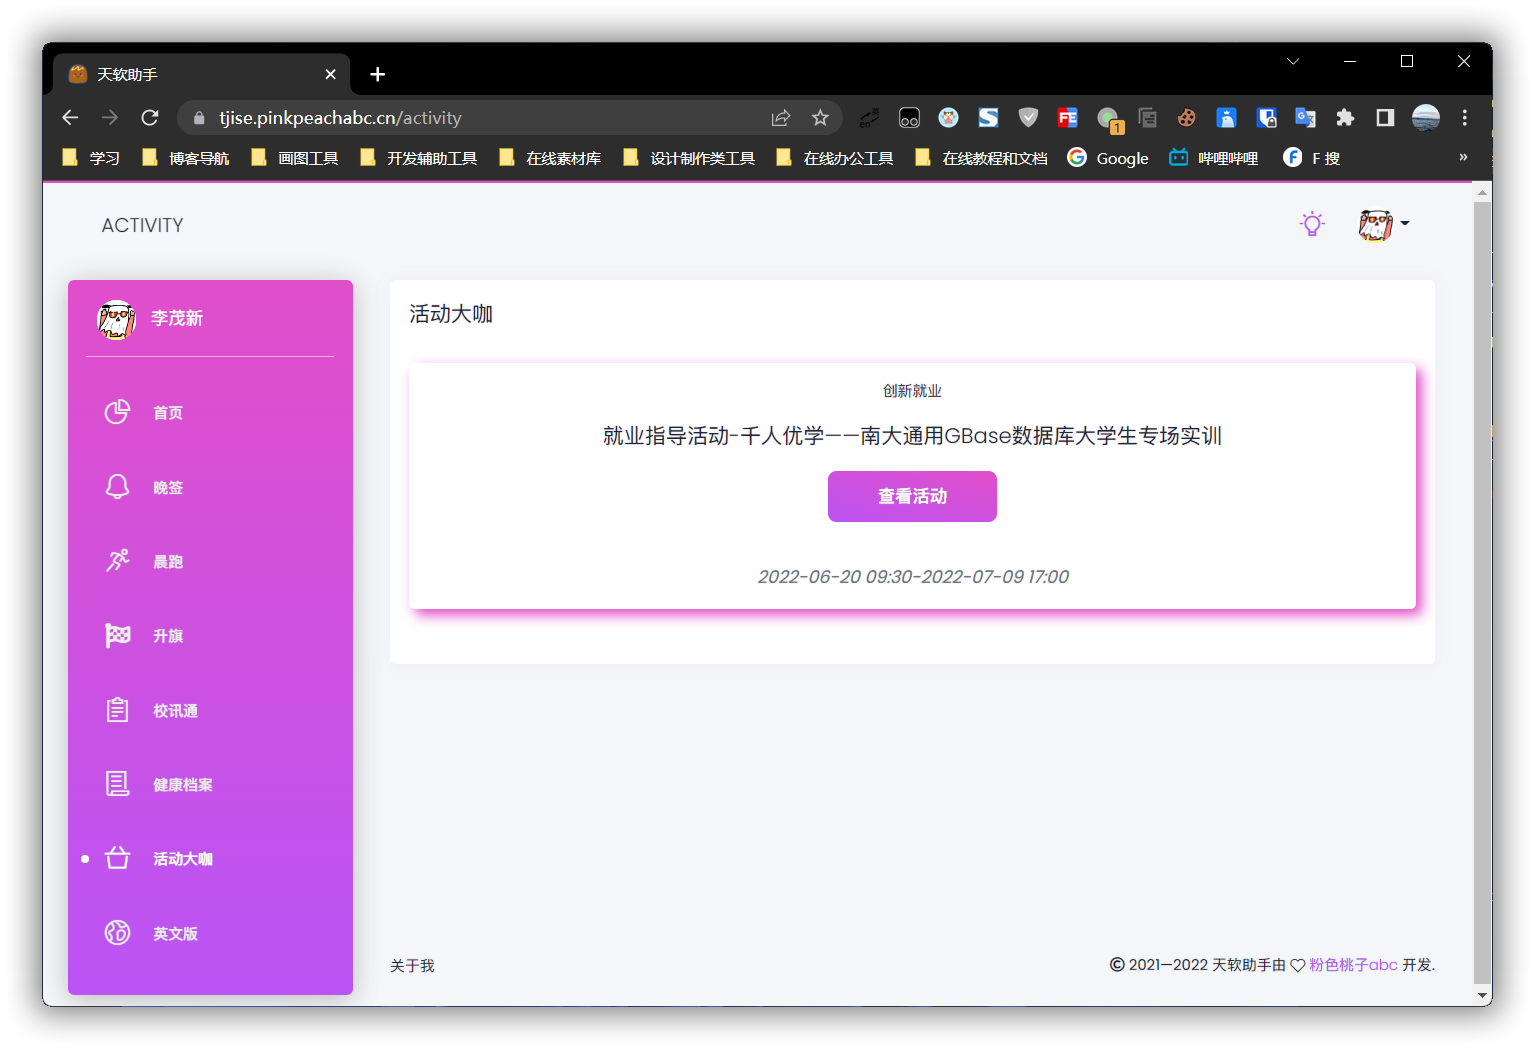 天软助手
tjise.pinkpeachabc.cn/activity
1
学习 博客导航 画图工具 开发辅助工具 在线素材库 设计制作类工具 在线办公工具 在线教程和文档 Google 哔哩哔哩 F 搜 »
ACTIVITY
李茂新
首页
晚签
晨跑
升旗
校讯通
健康档案
活动大咖
英文版
活动大咖
创新就业
就业指导活动-千人优学——南大通用GBase数据库大学生专场实训
查看活动
2022-06-20 09:30-2022-07-09 17:00
关于我
© 2021—2022 天软助手由 ♡ 粉色桃子abc 开发.